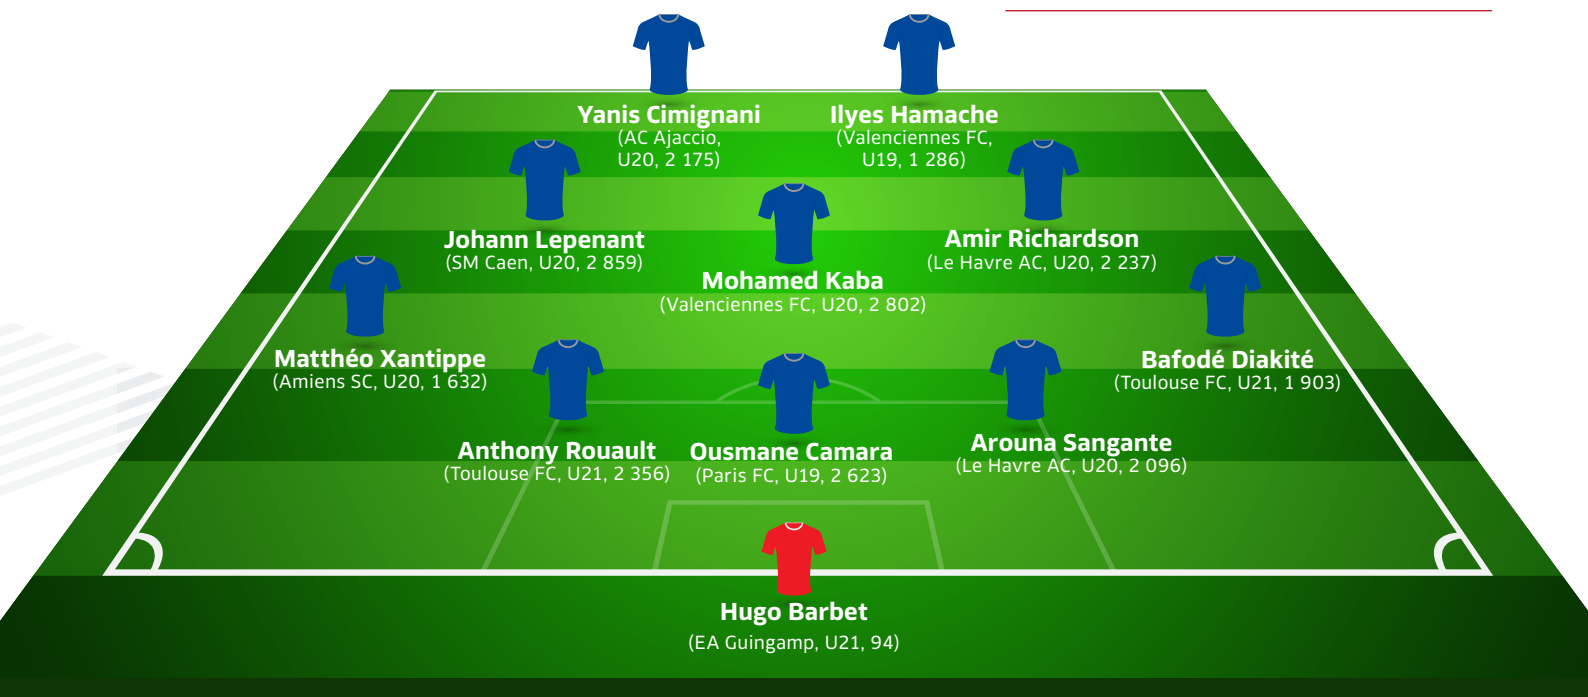 Yanis Cimignani
(AC Ajaccio,
U20, 2 175)
Ilyes Hamache
(Valenciennes FC,
U19, 1 286)
Johann Lepenant
(SM Caen, U20, 2 859)
Mohamed Kaba
(Valenciennes FC, U20, 2 802)
Amir Richardson
(Le Havre AC, U20, 2 237)
Matthéo Xantippe
(Amiens SC, U20, 1 632)
Anthony Rouault
(Toulouse FC, U21, 2 356)
Ousmane Camara
(Paris FC, U19, 2 623)
Arouna Sangante
(Le Havre AC, U20, 2 096)
Bafodé Diakité
(Toulouse FC, U21, 1 903)
Hugo Barbet
(EA Guingamp, U21, 94)